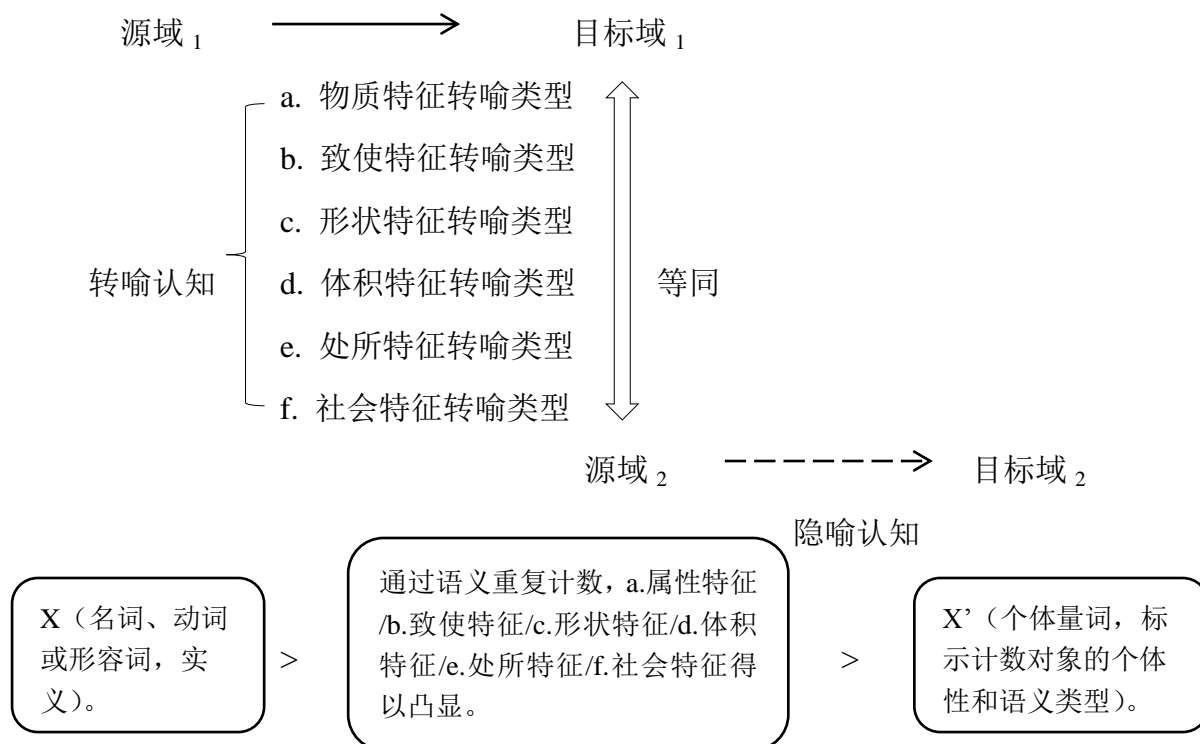 源域 1 目标域 1
a. 物质特征转喻类型
b. 致使特征转喻类型
c. 形状特征转喻类型
转喻认知 d. 体积特征转喻类型 等同
e. 处所特征转喻类型
f. 社会特征转喻类型
源域 2 目标域 2
隐喻认知
X（名词、动词
或形容词，实
义）。
>
通过语义重复计数，a.属性特征
/b.致使特征/c.形状特征/d.体积
特征/e.处所特征/f.社会特征得
以凸显。
>
X’（个体量词，标
示计数对象的个体
性和语义类型）。